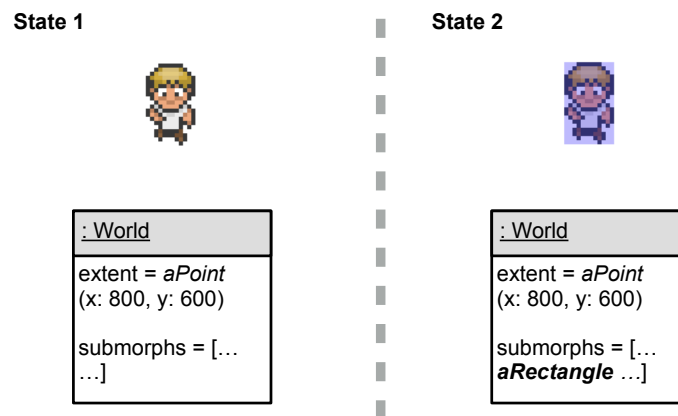 State 1
State 2
: World
extent = aPoint
(x: 800, y: 600)
submorphs = […
…]
: World
extent = aPoint
(x: 800, y: 600)
submorphs = […
aRectangle …]